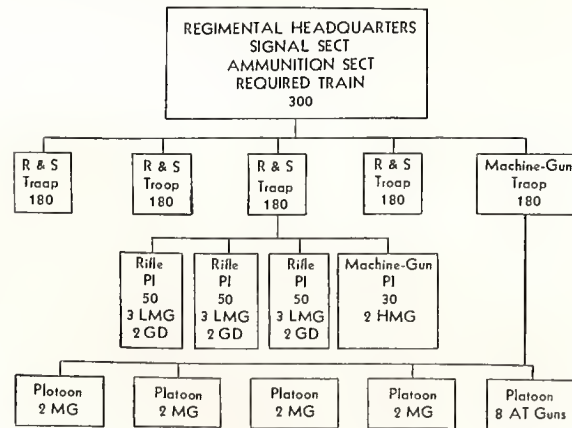 REGIMENTAL HEADQUARTERS
SIGNAL SECT
AMMUNITION SECT
REQUIRED TRAIN
300
R & S
Traap
180
R & S
Troop
180
R & S
Traap
180
R & S
Troop
180
Machine-Gun
Traop
180
Rifle
Pl
50
3 LMG
2 GD
Rifle
Pl
50
3 LMG
2 GD
Rifle
Pl
50
3 LMG
2 GD
Machine-Gun
Pl
30
2 HMG
Plotoon
2 MG
Platoon
2 MG
Platoon
2 MG
Platoon
2 MG
Platoon
8 AT Guns